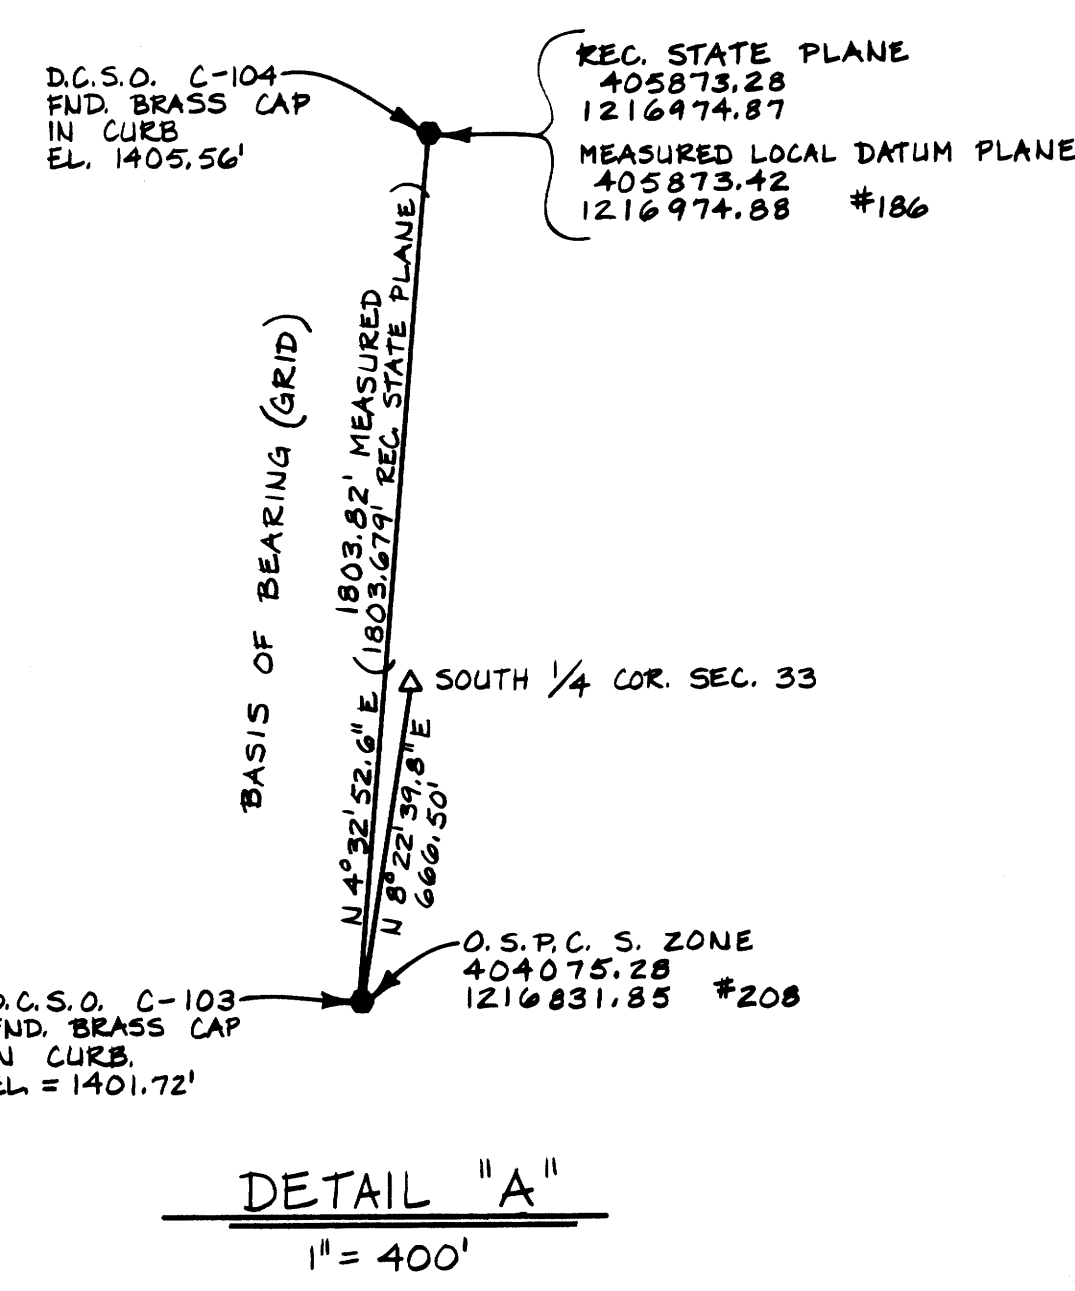 D.C.S.O. C-104
FND. BRASS CAP
IN CURB
EL. 1405.56'
REC. STATE PLANE
405873.28
1216974.87
MEASURED LOCAL DATUM PLANE
405873.42
1216974.88 #186
BASIS OF BEARING (GRID)
1803.82' MEASURED
N 4° 32' 52.6" E (1803.679' REC. STATE PLANE)
SOUTH 1/4 COR. SEC. 33
N 8° 22' 39.8" E
666.50'
O.S.P.C. S. ZONE
404075.28
1216831.85 #208
D.C.S.O. C-103
FND. BRASS CAP
IN CURB.
EL = 1401.72'
DETAIL "A"
1" = 400'